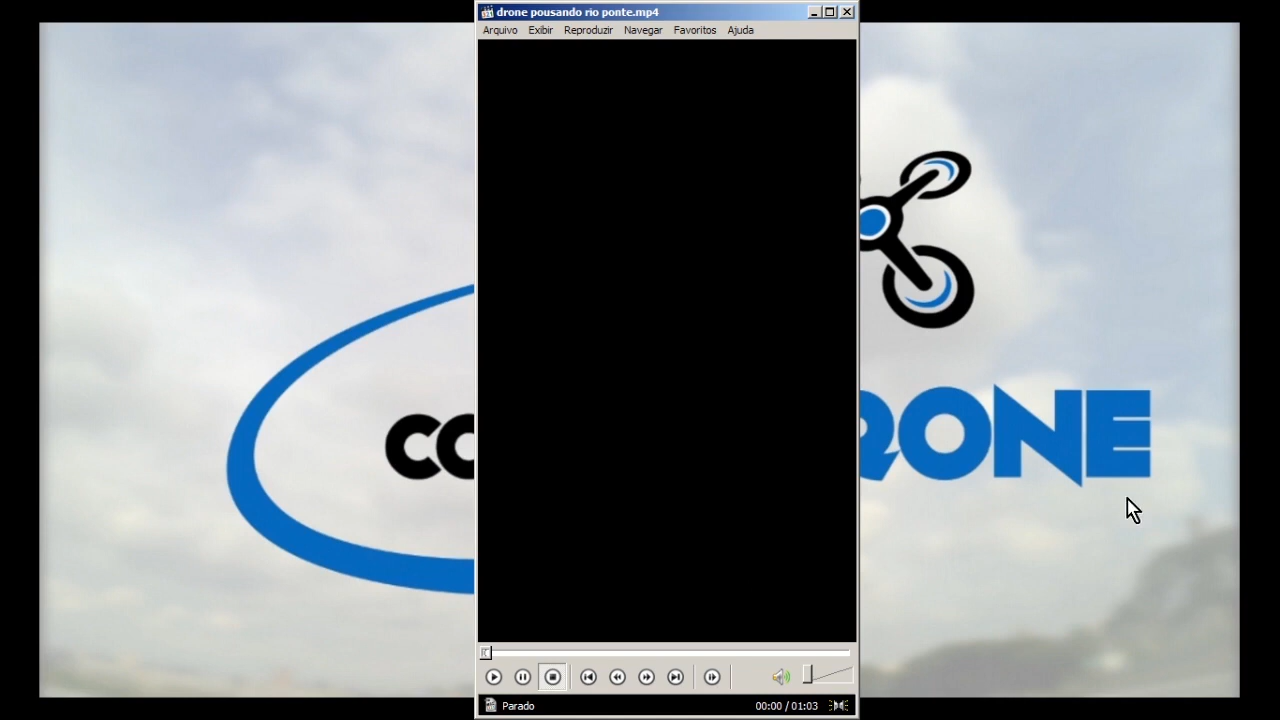 drone pousando rio ponte.mp4
Arquivo Exibir Reproduzir Navegar Favoritos Ajuda
CO
RONE
Parado 00:00 / 01:03